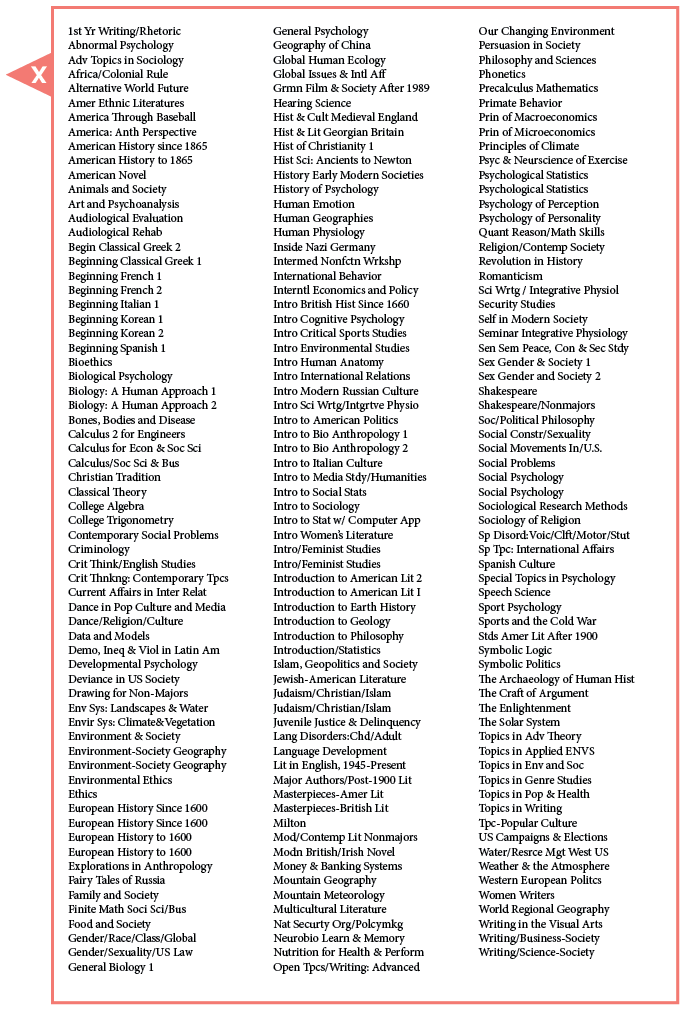 X
1st Yr Writing/Rhetoric
Abnormal Psychology
Adv Topics in Sociology
Africa/Colonial Rule
Alternative World Future
Amer Ethnic Literatures
America Through Baseball
America: Anth Perspective
American History since 1865
American History to 1865
American Novel
Animals and Society
Art and Psychoanalysis
Audiological Evaluation
Audiological Rehab
Begin Classical Greek 2
Beginning Classical Greek 1
Beginning French 1
Beginning French 2
Beginning Italian 1
Beginning Korean 1
Beginning Korean 2
Beginning Spanish 1
Bioethics
Biological Psychology
Biology: A Human Approach 1
Biology: A Human Approach 2
Bones, Bodies and Disease
Calculus 2 for Engineers
Calculus for Econ & Soc Sci
Calculus/Soc Sci & Bus
Christian Tradition
Classical Theory
College Algebra
College Trigonometry
Contemporary Social Problems
Criminology
Crit Think/English Studies
Crit Thnkng: Contemporary Tpcs
Current Affairs in Inter Relat
Dance in Pop Culture and Media
Dance/Religion/Culture
Data and Models
Demo, Ineq & Viol in Latin Am
Developmental Psychology
Deviance in US Society
Drawing for Non-Majors
Env Sys: Landscapes & Water
Envir Sys: Climate&Vegetation
Environment & Society
Environment-Society Geography
Environment-Society Geography
Environmental Ethics
Ethics
European History Since 1600
European History Since 1600
European History to 1600
European History to 1600
Explorations in Anthropology
Fairy Tales of Russia
Family and Society
Finite Math Soci Sci/Bus
Food and Society
Gender/Race/Class/Global
Gender/Sexuality/US Law
General Biology 1
General Psychology
Geography of China
Global Human Ecology
Global Issues & Intl Aff
Grmn Film & Society After 1989
Hearing Science
Hist & Cult Medieval England
Hist & Lit Georgian Britain
Hist of Christianity 1
Hist Sci: Ancients to Newton
History Early Modern Societies
History of Psychology
Human Emotion
Human Geographies
Human Physiology
Inside Nazi Germany
Intermed Nonfctn Wrkshp
International Behavior
Interntl Economics and Policy
Intro British Hist Since 1660
Intro Cognitive Psychology
Intro Critical Sports Studies
Intro Environmental Studies
Intro Human Anatomy
Intro International Relations
Intro Modern Russian Culture
Intro Sci Wrtg/Intgrtve Physio
Intro to American Politics
Intro to Bio Anthropology 1
Intro to Bio Anthropology 2
Intro to Italian Culture
Intro to Media Stdy/Humanities
Intro to Social Stats
Intro to Sociology
Intro to Stat w/ Computer App
Intro Women's Literature
Intro/Feminist Studies
Intro/Feminist Studies
Introduction to American Lit 2
Introduction to American Lit I
Introduction to Earth History
Introduction to Geology
Introduction to Philosophy
Introduction/Statistics
Islam, Geopolitics and Society
Jewish-American Literature
Judaism/Christian/Islam
Judaism/Christian/Islam
Juvenile Justice & Delinquency
Lang Disorders:Chd/Adult
Language Development
Lit in English, 1945-Present
Major Authors/Post-1900 Lit
Masterpieces-Amer Lit
Masterpieces-British Lit
Milton
Mod/Contemp Lit Nonmajors
Modn British/Irish Novel
Money & Banking Systems
Mountain Geography
Mountain Meteorology
Multicultural Literature
Nat Securty Org/Polcymkg
Neurobio Learn & Memory
Nutrition for Health & Perform
Open Tpcs/Writing: Advanced
Our Changing Environment
Persuasion in Society
Philosophy and Sciences
Phonetics
Precalculus Mathematics
Primate Behavior
Prin of Macroeconomics
Prin of Microeconomics
Principles of Climate
Psyc & Neurscience of Exercise
Psychological Statistics
Psychological Statistics
Psychology of Perception
Psychology of Personality
Quant Reason/Math Skills
Religion/Contemp Society
Revolution in History
Romanticism
Sci Wrtg / Integrative Physiol
Security Studies
Self in Modern Society
Seminar Integrative Physiology
Sen Sem Peace, Con & Sec Stdy
Sex Gender & Society 1
Sex Gender and Society 2
Shakespeare
Shakespeare/Nonmajors
Soc/Political Philosophy
Social Constr/Sexuality
Social Movements In/U.S.
Social Problems
Social Psychology
Social Psychology
Sociological Research Methods
Sociology of Religion
Sp Disord:Voic/Clft/Motor/Stut
Sp Tpc: International Affairs
Spanish Culture
Special Topics in Psychology
Speech Science
Sport Psychology
Sports and the Cold War
Stds Amer Lit After 1900
Symbolic Logic
Symbolic Politics
The Archaeology of Human Hist
The Craft of Argument
The Enlightenment
The Solar System
Topics in Adv Theory
Topics in Applied ENVS
Topics in Env and Soc
Topics in Genre Studies
Topics in Pop & Health
Topics in Writing
Tpc-Popular Culture
US Campaigns & Elections
Water/Resrce Mgt West US
Weather & the Atmosphere
Western European Politcs
Women Writers
World Regional Geography
Writing in the Visual Arts
Writing/Business-Society
Writing/Science-Society